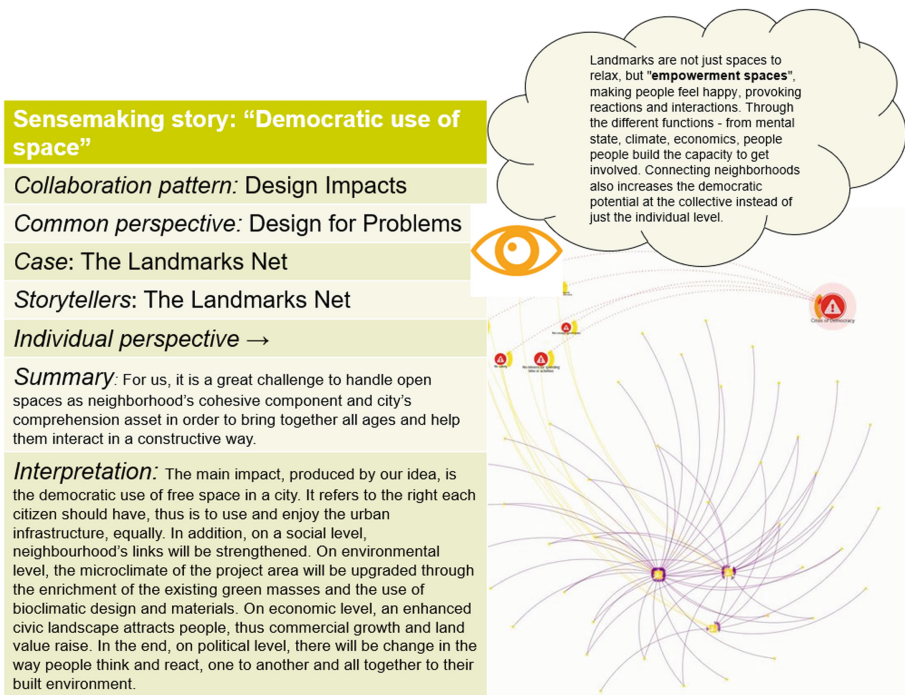 Landmarks are not just spaces to
relax, but "empowerment spaces",
making people feel happy, provoking
reactions and interactions. Through
the different functions - from mental
state, climate, economics, people
people build the capacity to get
involved. Connecting neighborhoods
also increases the democratic
potential at the collective instead of
just the individual level.
Sensemaking story: “Democratic use of
space”
Collaboration pattern: Design Impacts
Common perspective: Design for Problems
Case: The Landmarks Net
Storytellers: The Landmarks Net
Individual perspective →
Summary: For us, it is a great challenge to handle open
spaces as neighborhood’s cohesive component and city’s
comprehension asset in order to bring together all ages and help
them interact in a constructive way.
Interpretation: The main impact, produced by our idea, is
the democratic use of free space in a city. It refers to the right each
citizen should have, thus is to use and enjoy the urban
infrastructure, equally. In addition, on a social level,
neighbourhood’s links will be strengthened. On environmental
level, the microclimate of the project area will be upgraded through
the enrichment of the existing green masses and the use of
bioclimatic design and materials. On economic level, an enhanced
civic landscape attracts people, thus commercial growth and land
value raise. In the end, on political level, there will be change in the
way people think and react, one to another and all together to their
built environment.
Crisis of Democracy